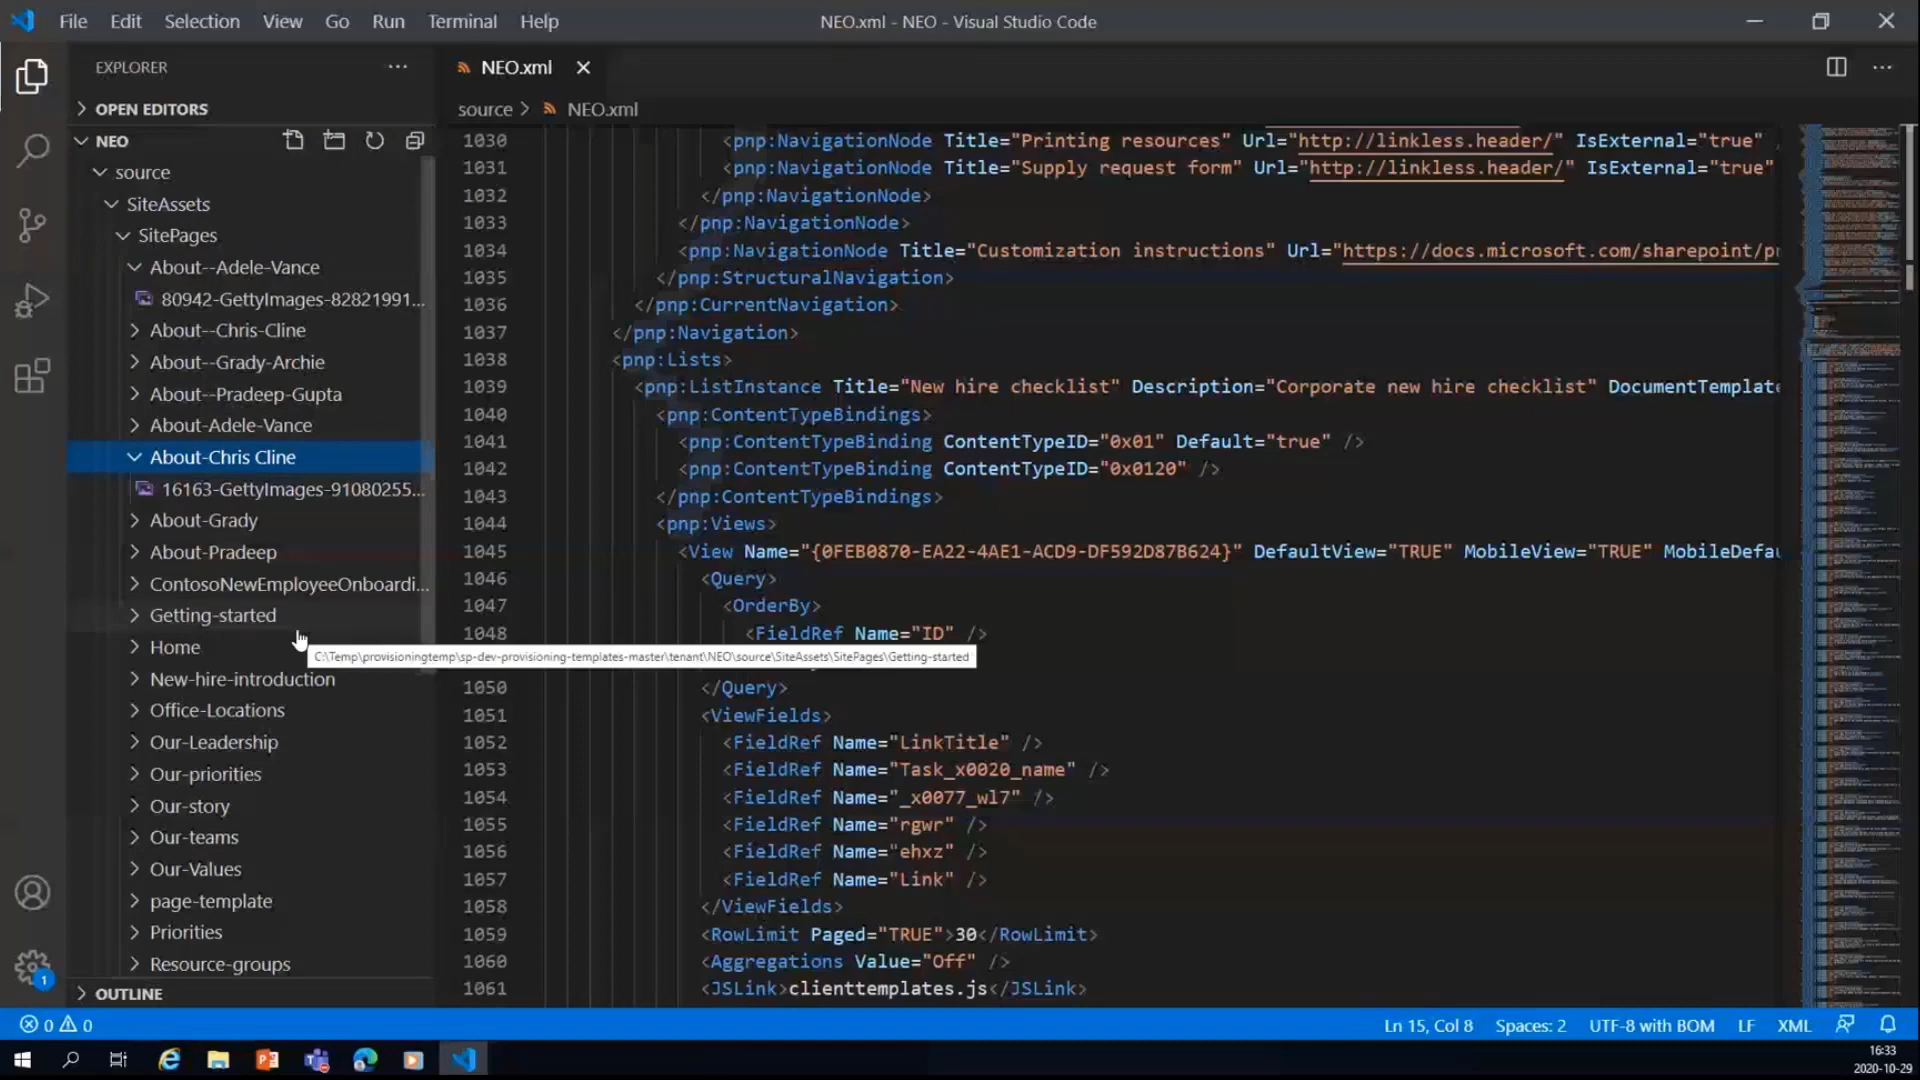 File Edit Selection View Go Run Terminal Help
NEO.xml - NEO - Visual Studio Code
EXPLORER
OPEN EDITORS
NEO
source
SiteAssets
SitePages
About--Adele-Vance
80942-GettyImages-82821991...
About--Chris-Cline
About--Grady-Archie
About--Pradeep-Gupta
About-Adele-Vance
About-Chris Cline
16163-GettyImages-91080255...
About-Grady
About-Pradeep
ContosoNewEmployeeOnboardi...
Getting-started
Home
New-hire-introduction
Office-Locations
Our-Leadership
Our-priorities
Our-story
Our-teams
Our-Values
page-template
Priorities
Resource-groups
OUTLINE
NEO.xml
source > NEO.xml
1030 <pnp:NavigationNode Title="Printing resources" Url="http://linkless.header/" IsExternal="true" /
1031 <pnp:NavigationNode Title="Supply request form" Url="http://linkless.header/" IsExternal="true"
1032 </pnp:NavigationNode>
1033 </pnp:NavigationNode>
1034 <pnp:NavigationNode Title="Customization instructions" Url="https://docs.microsoft.com/sharepoint/p
1035 </pnp:StructuralNavigation>
1036 </pnp:CurrentNavigation>
1037 </pnp:Navigation>
1038 <pnp:Lists>
1039 <pnp:ListInstance Title="New hire checklist" Description="Corporate new hire checklist" DocumentTemplate
1040 <pnp:ContentTypeBindings>
1041 <pnp:ContentTypeBinding ContentTypeID="0x01" Default="true" />
1042 <pnp:ContentTypeBinding ContentTypeID="0x0120" />
1043 </pnp:ContentTypeBindings>
1044 <pnp:Views>
1045 <View Name="{0FEB0870-EA22-4AE1-ACD9-DF592D87B624}" DefaultView="TRUE" MobileView="TRUE" MobileDefau
1046 <Query>
1047 <OrderBy>
1048 <FieldRef Name="ID" />
C:\Temp\provisioningtemp\sp-dev-provisioning-templates-master\tenant\NEO\source\SiteAssets\SitePages\Getting-started
1050 </Query>
1051 <ViewFields>
1052 <FieldRef Name="LinkTitle" />
1053 <FieldRef Name="Task_x0020_name" />
1054 <FieldRef Name="_x0077_wl7" />
1055 <FieldRef Name="rgwr" />
1056 <FieldRef Name="ehxz" />
1057 <FieldRef Name="Link" />
1058 </ViewFields>
1059 <RowLimit Paged="TRUE">30</RowLimit>
1060 <Aggregations Value="Off" />
1061 <JSLink>clienttemplates.js</JSLink>
0 0
Ln 15, Col 8 Spaces: 2 UTF-8 with BOM LF XML
1
16:33
2020-10-29